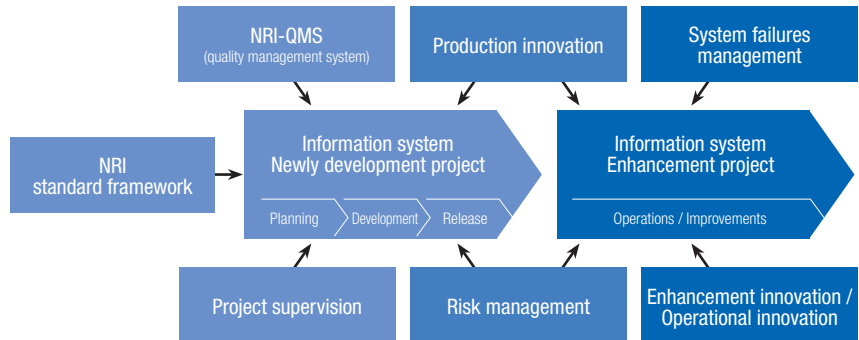 NRI-QMS
(quality management system)
Production innovation
System failures
management
NRI
standard framework
Information system
Newly development project
Planning
Development
Release
Information system
Enhancement project
Operations / Improvements
Project supervision
Risk management
Enhancement innovation /
Operational innovation